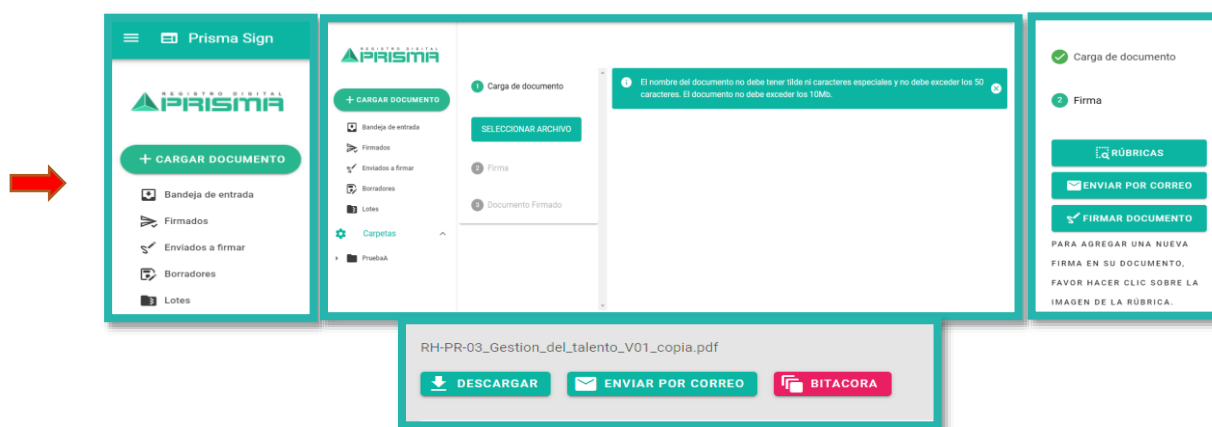 Prisma Sign
REGISTRO DIGITAL
PRISMA
+ CARGAR DOCUMENTO
Bandeja de entrada
Firmados
Enviados a firmar
Borradores
Lotes
REGISTRO DIGITAL
PRISMA
+ CARGAR DOCUMENTO
Bandeja de entrada
Firmados
Enviados a firmar
Borradores
Lotes
Carpetas
PruebaA
1 Carga de documento
SELECCIONAR ARCHIVO
2 Firma
3 Documento Firmado
El nombre del documento no debe tener tilde ni caracteres especiales y no debe exceder los 50
caracteres. El documento no debe exceder los 10Mb.
Carga de documento
2 Firma
RÚBRICAS
ENVIAR POR CORREO
FIRMAR DOCUMENTO
PARA AGREGAR UNA NUEVA
FIRMA EN SU DOCUMENTO,
FAVOR HACER CLIC SOBRE LA
IMAGEN DE LA RÚBRICA.
RH-PR-03_Gestion_del_talento_V01_copia.pdf
DESCARGAR
ENVIAR POR CORREO
BITACORA